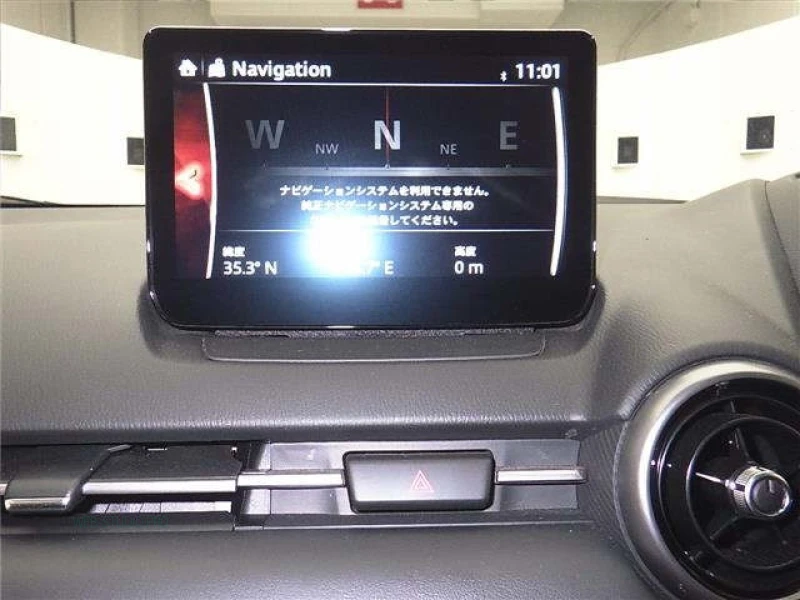 Navigation 11:01
W NW N NE E
ナビゲーションシステムを利用できません。
純正ナビゲーションシステム専用の
してください。
緯度 高度
35.3° N 7° E 0 m